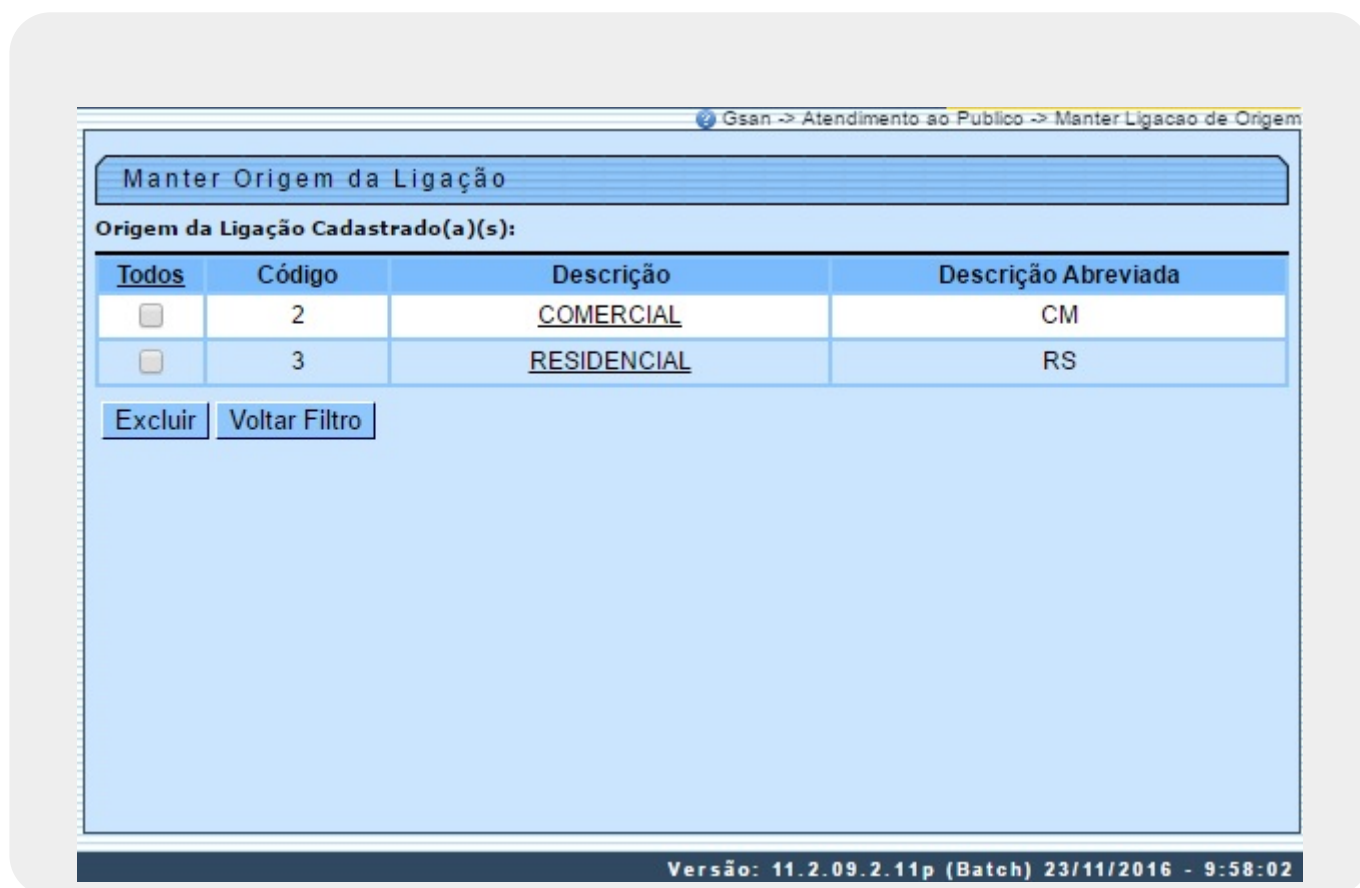 Gsan -> Atendimento ao Publico -> Manter Ligacao de Origem
Manter Origem da Ligação
Origem da Ligação Cadastrado(a)(s):
Todos Código Descrição Descrição Abreviada
2 COMERCIAL CM
3 RESIDENCIAL RS
Excluir Voltar Filtro
Versão: 11.2.09.2.11p (Batch) 23/11/2016 - 9:58:02